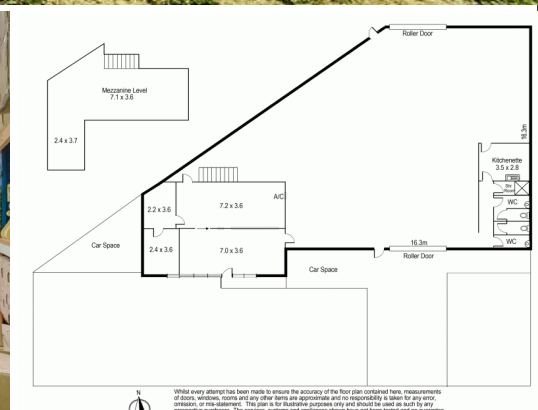 Roller Door
Mezzanine Level
7.1 x 3.6
2.4 x 3.7
18.3m
Kitchenette
3.5 x 2.8
Shr
Room
WC
A/C
2.2 x 3.6
7.2 x 3.6
WC
16.3m
Car Space
2.4 x 3.6
7.0 x 3.6
Roller Door
Car Space
N
Whilst every attempt has been made to ensure the accuracy of the floor plan contained here, measurements
of doors, windows, rooms and any other items are approximate and no responsibility is taken for any error,
omission, or mis-statement. This plan is for illustrative purposes only and should be used as such by any